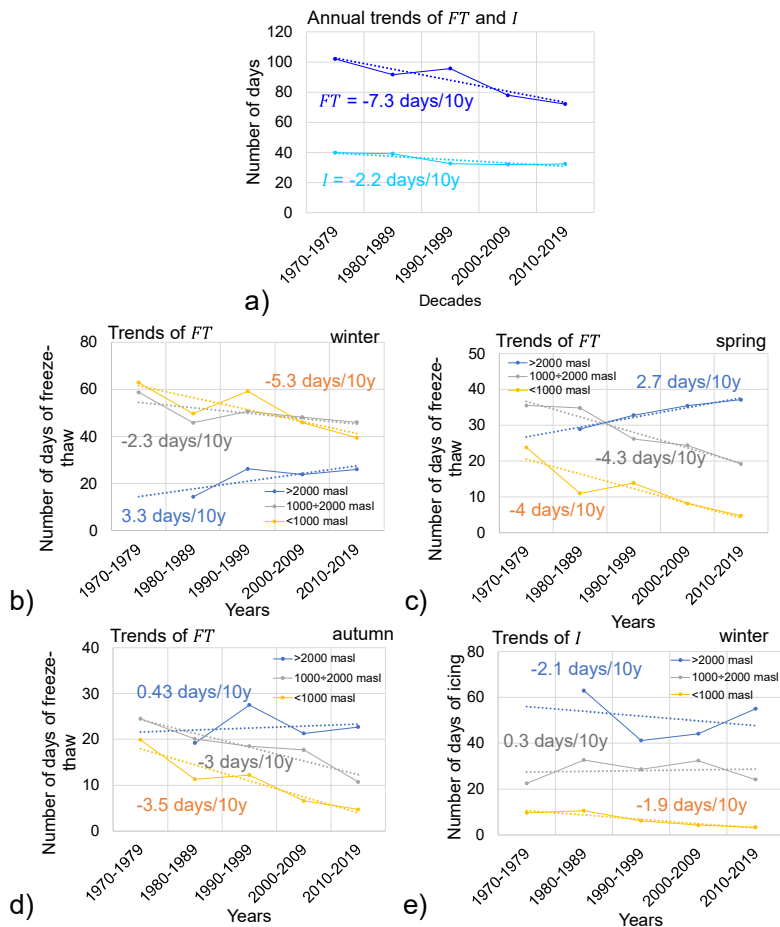 Annual trends of FT and I
120
100
80
60
40
20
0
Number of days
FT = -7.3 days/10y
I = -2.2 days/10y
1970-1979
1980-1989
1990-1999
2000-2009
2010-2019
Decades
a)
Trends of FT
winter
80
60
40
20
0
Number of days of freeze-
thaw
-5.3 days/10y
-2.3 days/10y
3.3 days/10y
>2000 masl
1000÷2000 masl
<1000 masl
1970-1979
1980-1989
1990-1999
2000-2009
2010-2019
Years
b)
Trends of FT
spring
50
40
30
20
10
0
Number of days of freeze-
thaw
>2000 masl
1000÷2000 masl
<1000 masl
2.7 days/10y
-4.3 days/10y
-4 days/10y
1970-1979
1980-1989
1990-1999
2000-2009
2010-2019
Years
c)
Trends of FT
autumn
40
30
20
10
0
Number of days of freeze-
thaw
>2000 masl
1000÷2000 masl
<1000 masl
0.43 days/10y
-3 days/10y
-3.5 days/10y
1970-1979
1980-1989
1990-1999
2000-2009
2010-2019
Years
d)
Trends of I
winter
80
60
40
20
0
Number of days of icing
>2000 masl
1000÷2000 masl
<1000 masl
-2.1 days/10y
0.3 days/10y
-1.9 days/10y
1970-1979
1980-1989
1990-1999
2000-2009
2010-2019
Years
e)